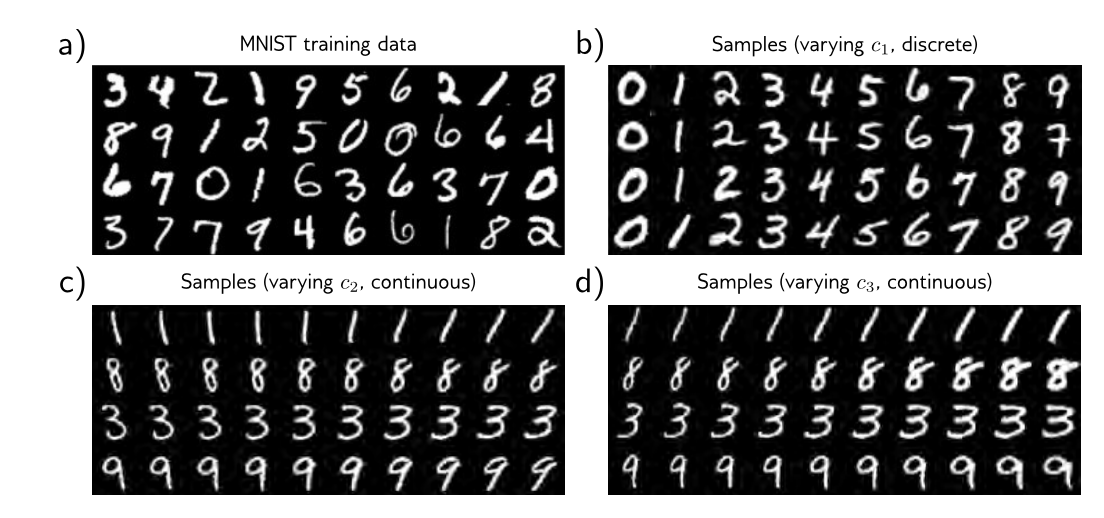 a) MNIST training data
3 4 2 1 9 5 6 2 1 8
8 9 1 2 5 0 0 6 6 4
6 7 0 1 6 3 6 3 7 0
3 7 7 9 4 6 6 1 8 2
b) Samples (varying c₁, discrete)
0 1 2 3 4 5 6 7 8 9
0 1 2 3 4 5 6 7 8 7
0 1 2 3 4 5 6 7 8 9
0 1 2 3 4 5 6 7 8 9
c) Samples (varying c₂, continuous)
1 1 1 1 1 1 1 1 1 1
8 8 8 8 8 8 8 8 8 8
3 3 3 3 3 3 3 3 3 3
9 9 9 9 9 9 9 9 9 9
d) Samples (varying c₃, continuous)
1 1 1 1 1 1 1 1 1 1
8 8 8 8 8 8 8 8 8 8
3 3 3 3 3 3 3 3 3 3
9 9 9 9 9 9 9 9 9 9